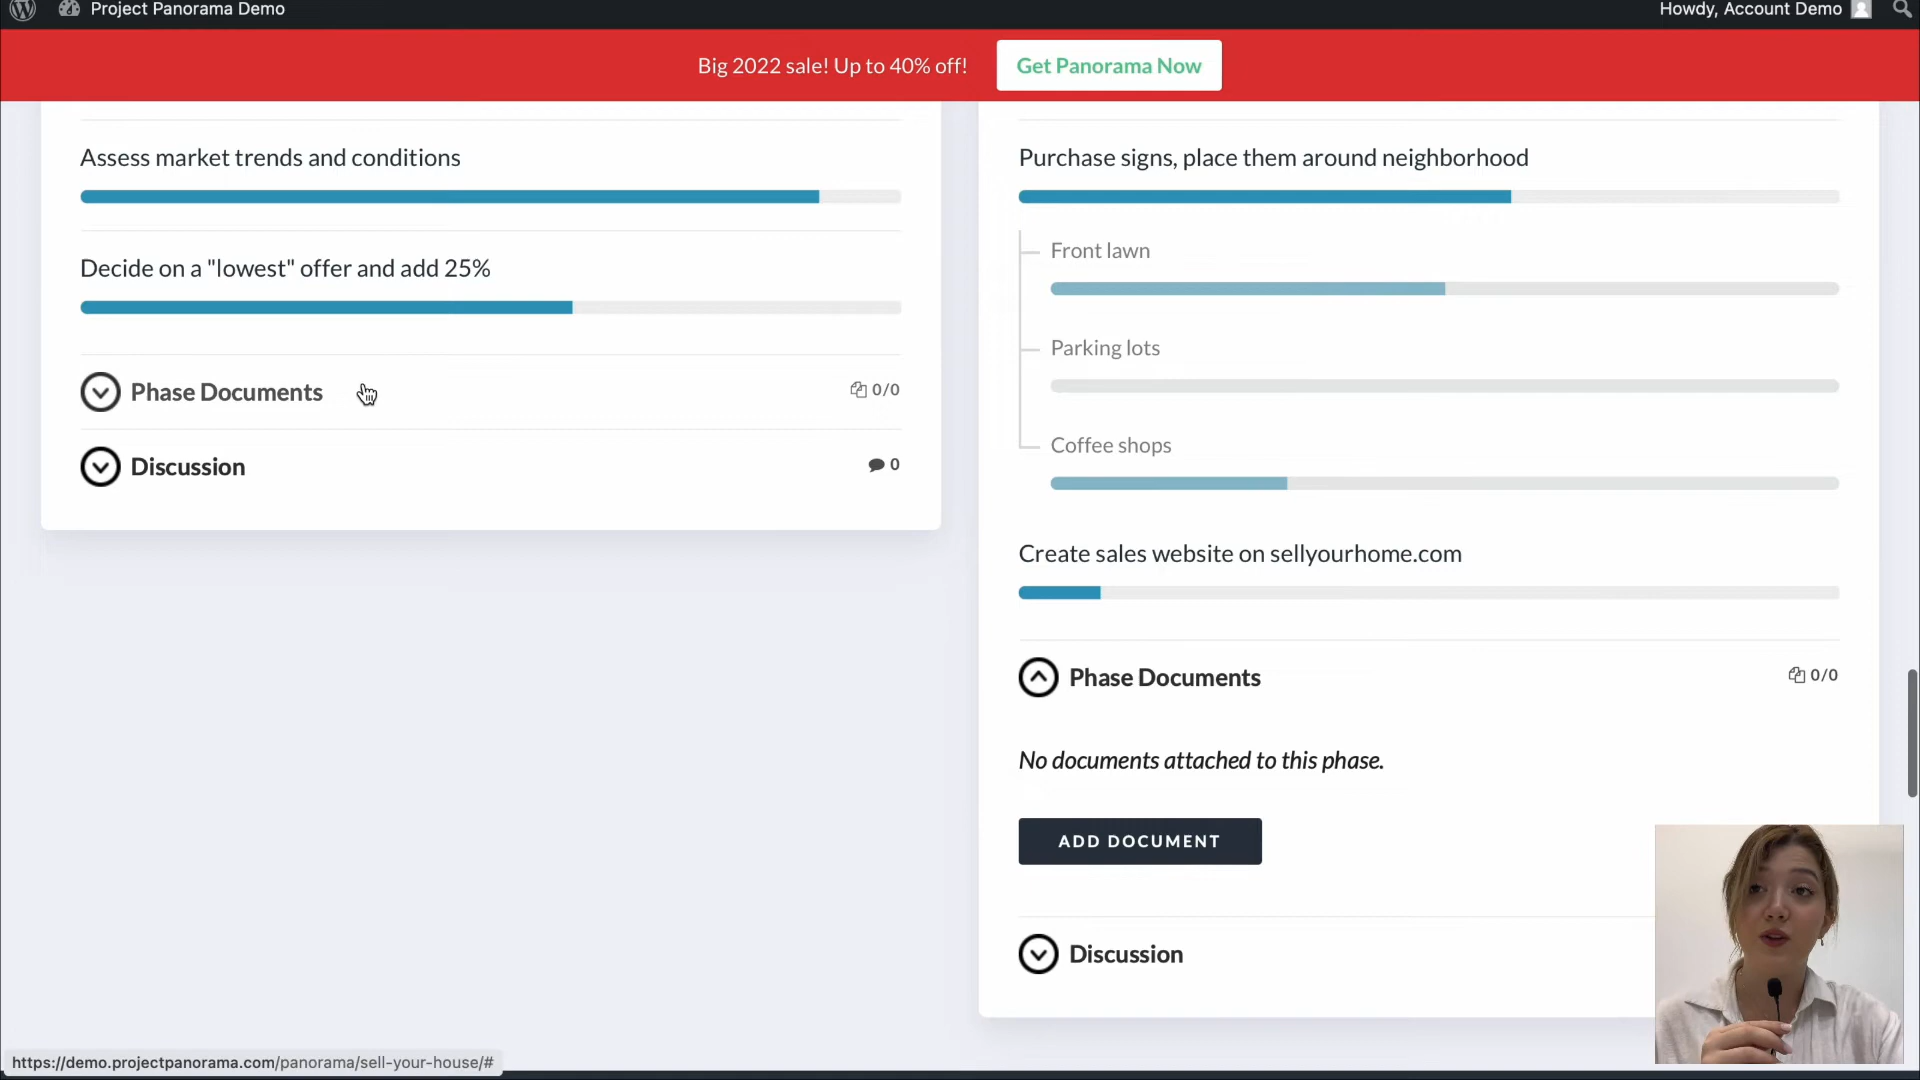 Project Panorama Demo
Howdy, Account Demo
Big 2022 sale! Up to 40% off!
Get Panorama Now
Assess market trends and conditions
Decide on a "lowest" offer and add 25%
Phase Documents
0/0
Discussion
0
Purchase signs, place them around neighborhood
Front lawn
Parking lots
Coffee shops
Create sales website on sellyourhome.com
Phase Documents
0/0
No documents attached to this phase.
ADD DOCUMENT
Discussion
https://demo.projectpanorama.com/panorama/sell-your-house/#